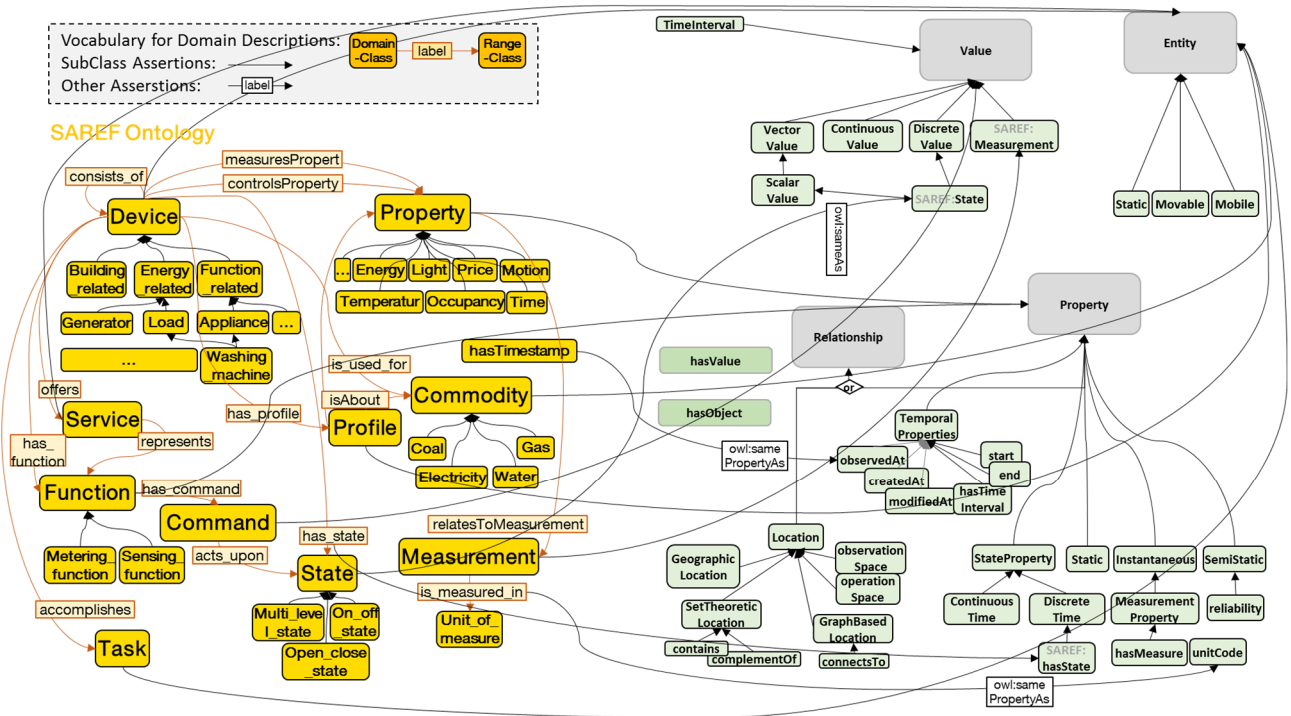 Vocabulary for Domain Descriptions:
SubClass Assertions:
Other Asserstions:
Domain
-Class
label
Range
-Class
label
SAREF Ontology
consists_of
measuresPropert
controlsProperty
Device
Property
Building
_related
Energy
_related
Function
_related
Generator
Load
Appliance
...
...
Washing
_machine
...
Energy
Light
Price
Motion
Temperatur
Occupancy
Time
hasTimestamp
is_used_for
isAbout
Commodity
offers
Service
has_profile
Profile
represents
has_
function
Coal
Gas
Electricity
Water
Function
has_command
Command
relatesToMeasurement
Metering_
function
Sensing_
function
acts_upon
has_state
State
Measurement
is_measured_in
accomplishes
Task
Multi_leve
l_state
On_off
_state
Open_close
_state
Unit_of_
measure
TimeInterval
Value
Entity
Vector
Value
Continuous
Value
Discrete
Value
SAREF:
Measurement
Scalar
Value
SAREF:State
owl:sameAs
Static
Movable
Mobile
Property
Relationship
hasValue
hasObject
or
owl:same
PropertyAs
Temporal
Properties
observedAt
createdAt
modifiedAt
start
end
hasTime
Interval
Location
Geographic
Location
observation
Space
operation
Space
SetTheoretic
Location
GraphBased
Location
contains
complementOf
connectsTo
StateProperty
Static
Instantaneous
SemiStatic
Continuous
Time
Discrete
Time
Measurement
Property
reliability
SAREF:
hasState
hasMeasure
unitCode
owl:same
PropertyAs